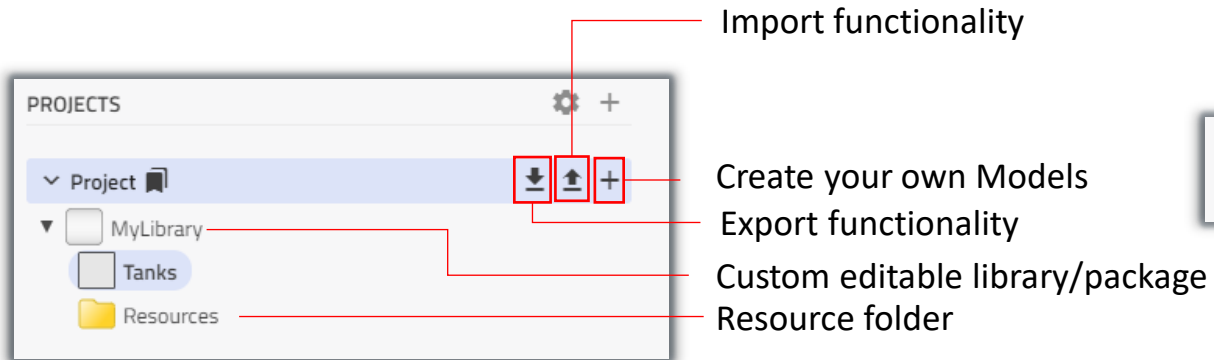 Import functionality
PROJECTS
Project
Create your own Models
Export functionality
MyLibrary
Tanks
Custom editable library/package
Resources
Resource folder